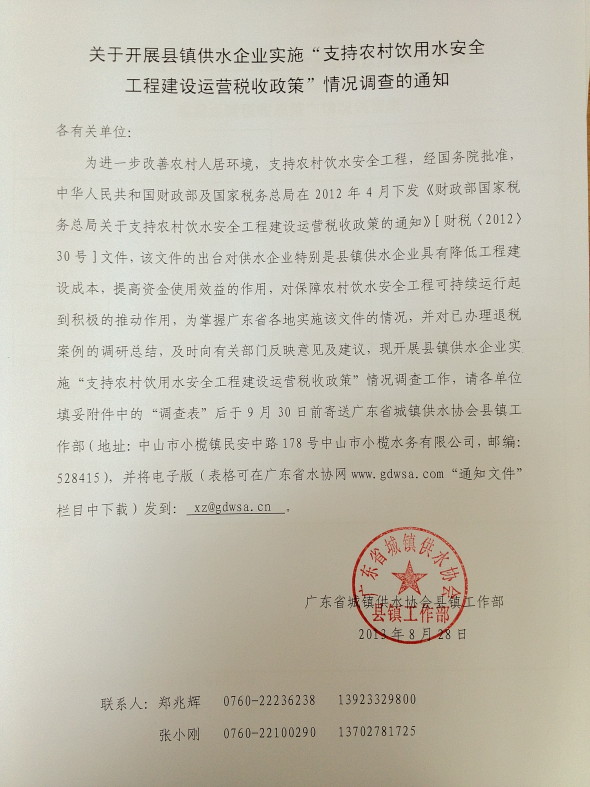 关于开展县镇供水企业实施“支持农村饮用水安全
工程建设运营税收政策”情况调查的通知
各有关单位：
为进一步改善农村人居环境，支持农村饮水安全工程，经国务院批准，
中华人民共和国财政部及国家税务总局在 2012 年 4 月下发《财政部国家税
务总局关于支持农村饮水安全工程建设运营税收政策的通知》[ 财税〈2012〉
30 号 ] 文件，该文件的出台对供水企业特别是县镇供水企业具有降低工程建
设成本，提高资金使用效益的作用，对保障农村饮水安全工程可持续运行起
到积极的推动作用，为掌握广东省各地实施该文件的情况，并对已办理退税
案例的调研总结，及时向有关部门反映意见及建议，现开展县镇供水企业实
施“支持农村饮用水安全工程建设运营税收政策”情况调查工作，请各单位
填妥附件中的“调查表”后于 9 月 30 日前寄送广东省城镇供水协会县镇工
作部（地址：中山市小榄镇民安中路 178 号中山市小榄水务有限公司，邮编：
528415），并将电子版（表格可在广东省水协网 www.gdwsa.com “通知文件”
栏目中下载）发到： xz@gdwsa.cn 。
广东省城镇供水协会
县镇工作部
广东省城镇供水协会县镇工作部
2013 年 8 月 28 日
联系人：郑兆辉 0760-22236238 13923329800
张小刚 0760-22100290 13702781725